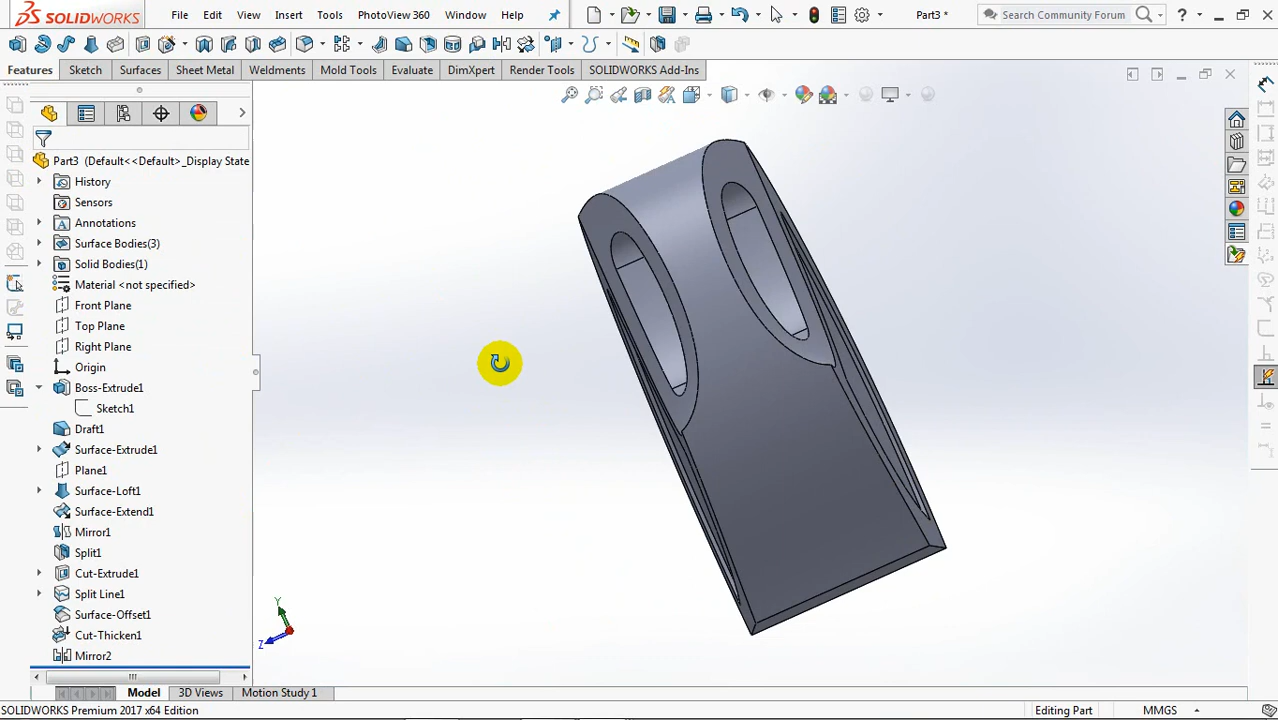 SOLIDWORKS File Edit View Insert Tools PhotoView 360 Window Help Part3 * Search Community Forum ?
Features Sketch Surfaces Sheet Metal Weldments Mold Tools Evaluate DimXpert Render Tools SOLIDWORKS Add-Ins
Part3 (Default<<Default>_Display State
History
Sensors
Annotations
Surface Bodies(3)
Solid Bodies(1)
Material <not specified>
Front Plane
Top Plane
Right Plane
Origin
Boss-Extrude1
Sketch1
Draft1
Surface-Extrude1
Plane1
Surface-Loft1
Surface-Extend1
Mirror1
Split1
Cut-Extrude1
Split Line1
Surface-Offset1
Cut-Thicken1
Mirror2
Y
Z
Model 3D Views Motion Study 1
SOLIDWORKS Premium 2017 x64 Edition Editing Part MMGS